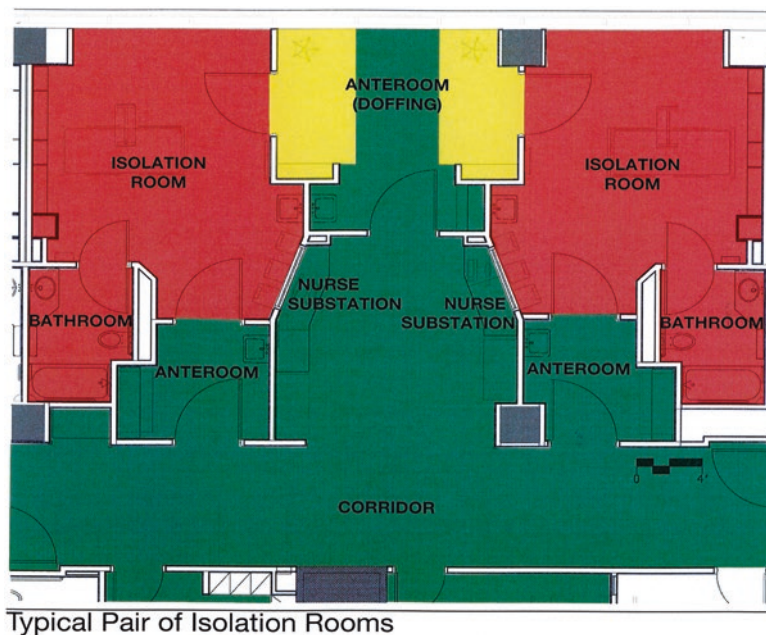 ANTEROOM
(DOFFING)
ISOLATION
ROOM
ISOLATION
ROOM
NURSE
SUBSTATION
NURSE
SUBSTATION
BATHROOM
BATHROOM
ANTEROOM
ANTEROOM
0 4'
CORRIDOR
Typical Pair of Isolation Rooms